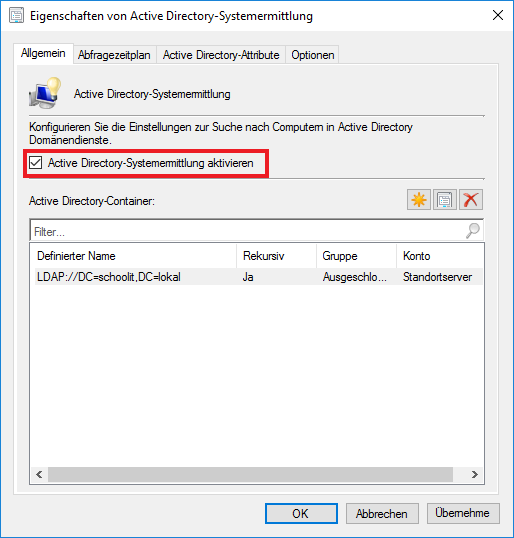 Eigenschaften von Active Directory-Systemermittlung
Allgemein Abfragezeitplan Active Directory-Attribute Optionen
Active Directory-Systemermittlung
Konfigurieren Sie die Einstellungen zur Suche nach Computern in Active Directory
Domänendienste.
Active Directory-Systemermittlung aktivieren
Active Directory-Container:
Filter...
Definierter Name Rekursiv Gruppe Konto
LDAP://DC=schoolit,DC=lokal Ja Ausgeschlo... Standortserver
OK Abbrechen Übernehme